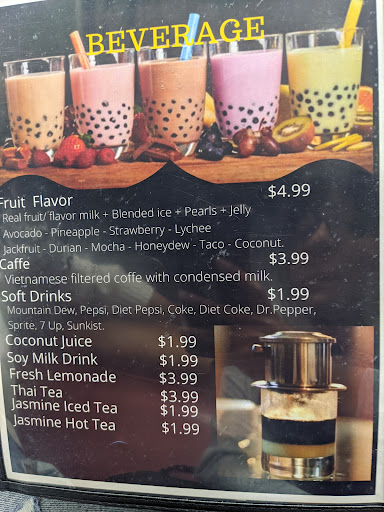 BEVERAGE
Fruit Flavor $4.99
Real fruit/ flavor milk + Blended ice + Pearls + Jelly
Avocado - Pineapple - Strawberry - Lychee
Jackfruit - Durian - Mocha - Honeydew - Taco - Coconut.
Caffe $3.99
Vietnamese filtered coffe with condensed milk.
Soft Drinks $1.99
Mountain Dew, Pepsi, Diet Pepsi, Coke, Diet Coke, Dr.Pepper,
Sprite, 7 Up, Sunkist.
Coconut Juice $1.99
Soy Milk Drink $1.99
Fresh Lemonade $3.99
Thai Tea $3.99
Jasmine Iced Tea $1.99
Jasmine Hot Tea $1.99